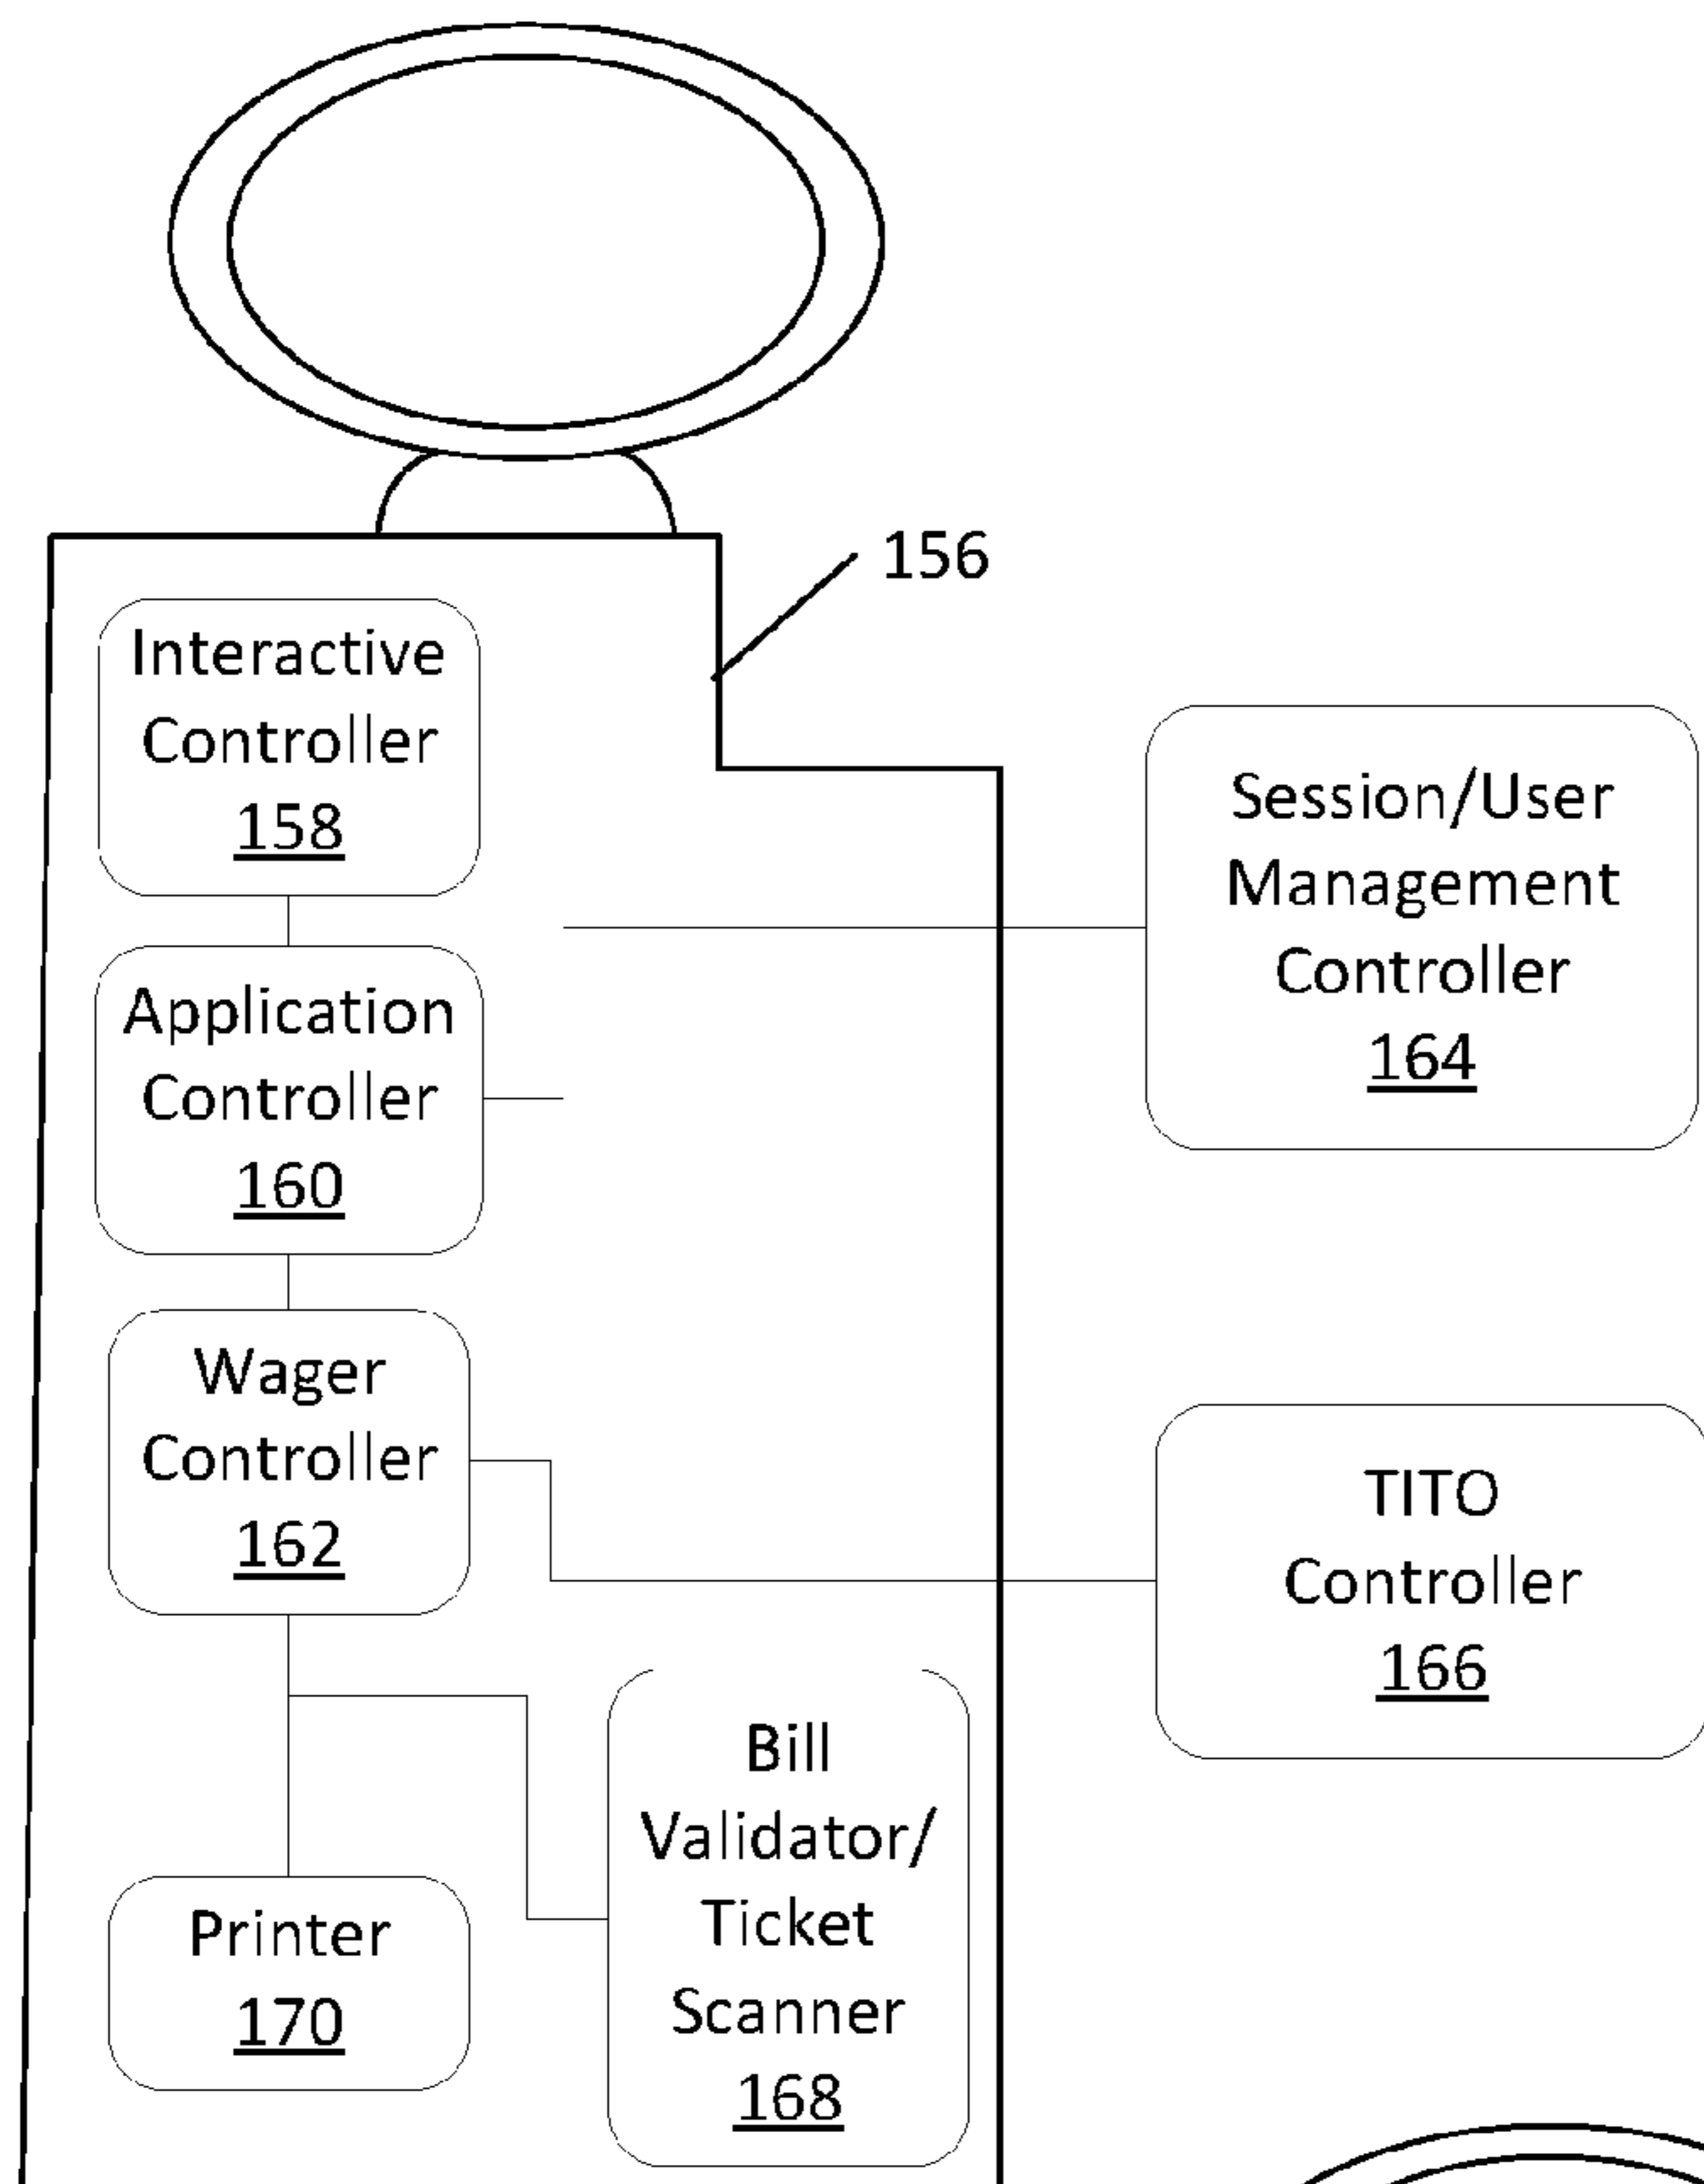 156
Interactive
Controller
158
Session/User
Management
Controller
164
Application
Controller
160
Wager
Controller
162
TITO
Controller
166
Bill
Validator/
Ticket
Scanner
168
Printer
170